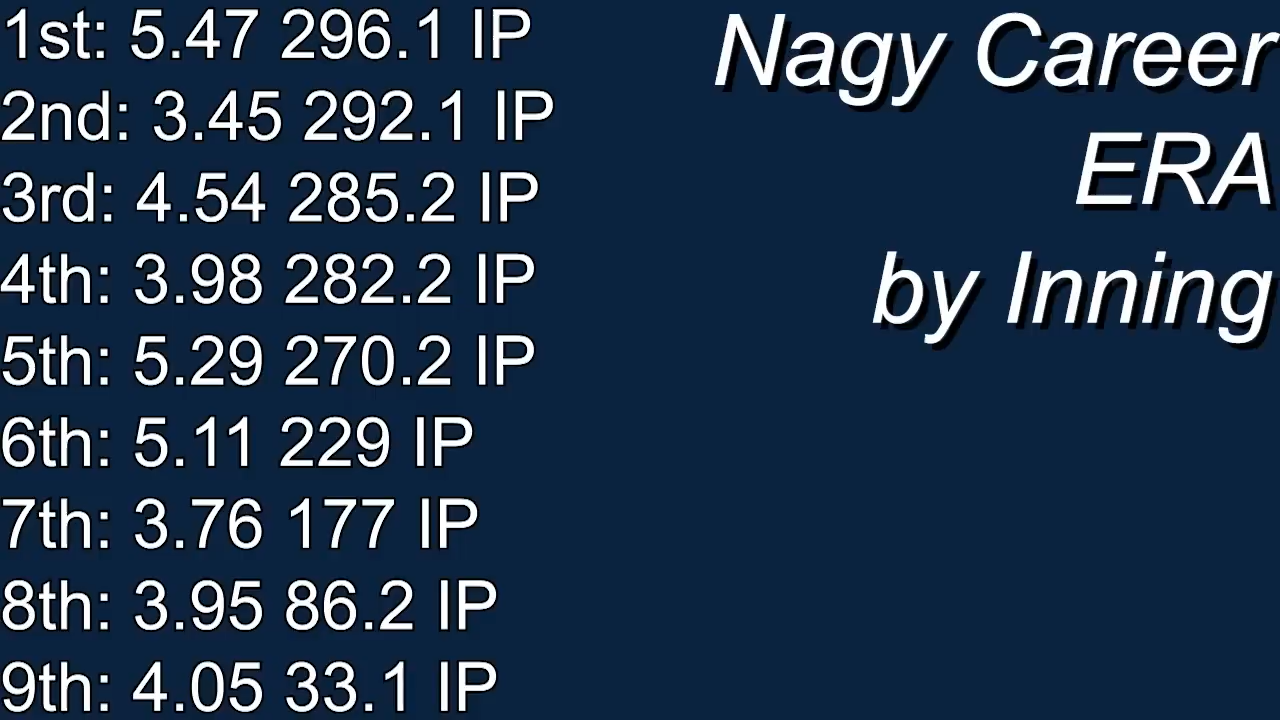 1st: 5.47 296.1 IP
2nd: 3.45 292.1 IP
3rd: 4.54 285.2 IP
4th: 3.98 282.2 IP
5th: 5.29 270.2 IP
6th: 5.11 229 IP
7th: 3.76 177 IP
8th: 3.95 86.2 IP
9th: 4.05 33.1 IP
Nagy Career
ERA
by Inning